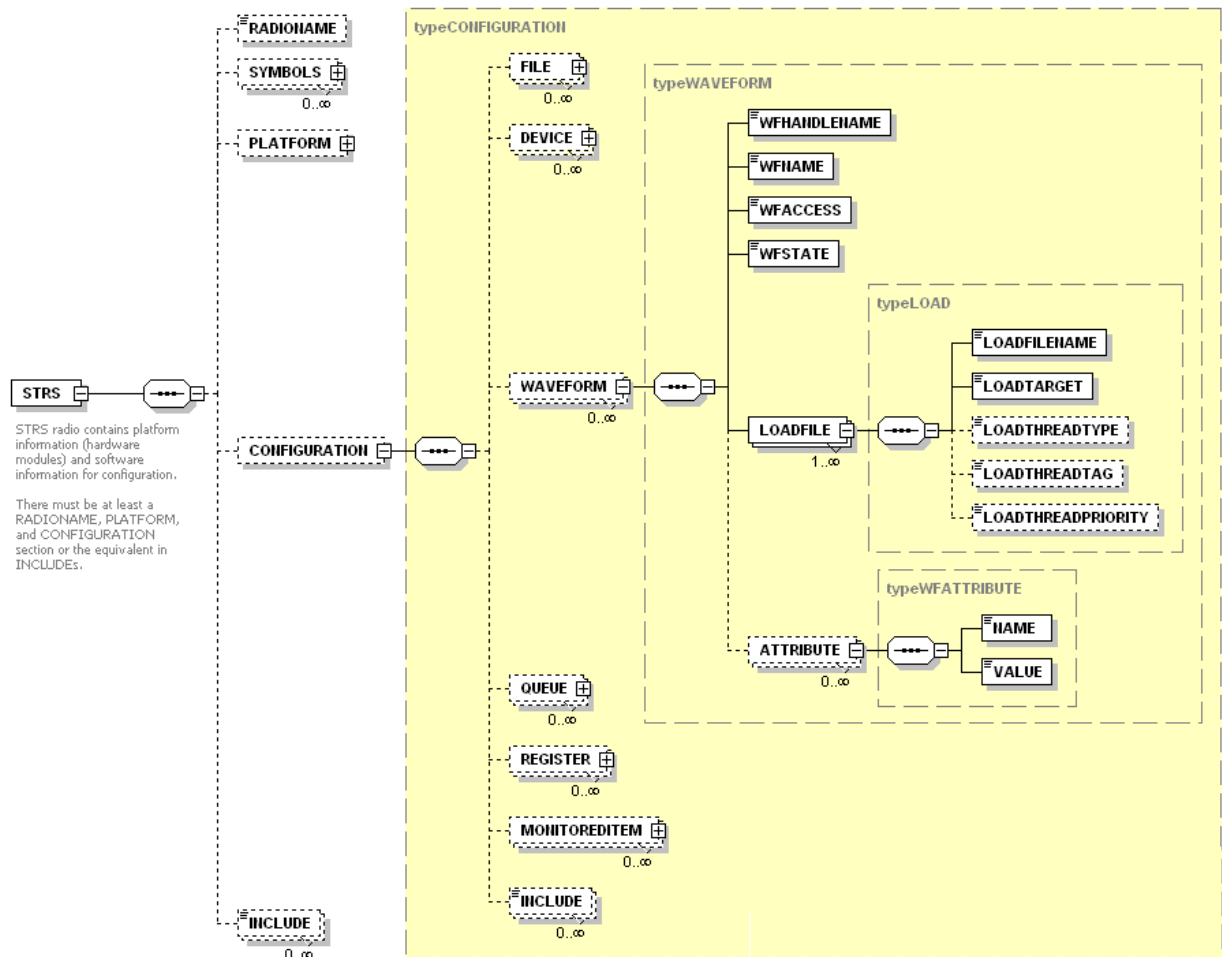 RADIONAME
SYMBOLS
0..∞
PLATFORM
STRS
STRS radio contains platform
information (hardware
modules) and software
information for configuration.
There must be at least a
RADIONAME, PLATFORM,
and CONFIGURATION
section or the equivalent in
INCLUDEs.
CONFIGURATION
INCLUDE
0..∞
typeCONFIGURATION
FILE
0..∞
DEVICE
0..∞
WAVEFORM
0..∞
QUEUE
0..∞
REGISTER
0..∞
MONITOREDITEM
0..∞
INCLUDE
0..∞
typeWAVEFORM
WFHANDLENAME
WFNAME
WFACCESS
WFSTATE
LOADFILE
1..∞
ATTRIBUTE
0..∞
typeLOAD
LOADFILENAME
LOADTARGET
LOADTHREADTYPE
LOADTHREADTAG
LOADTHREADPRIORITY
typeWFATTRIBUTE
NAME
VALUE